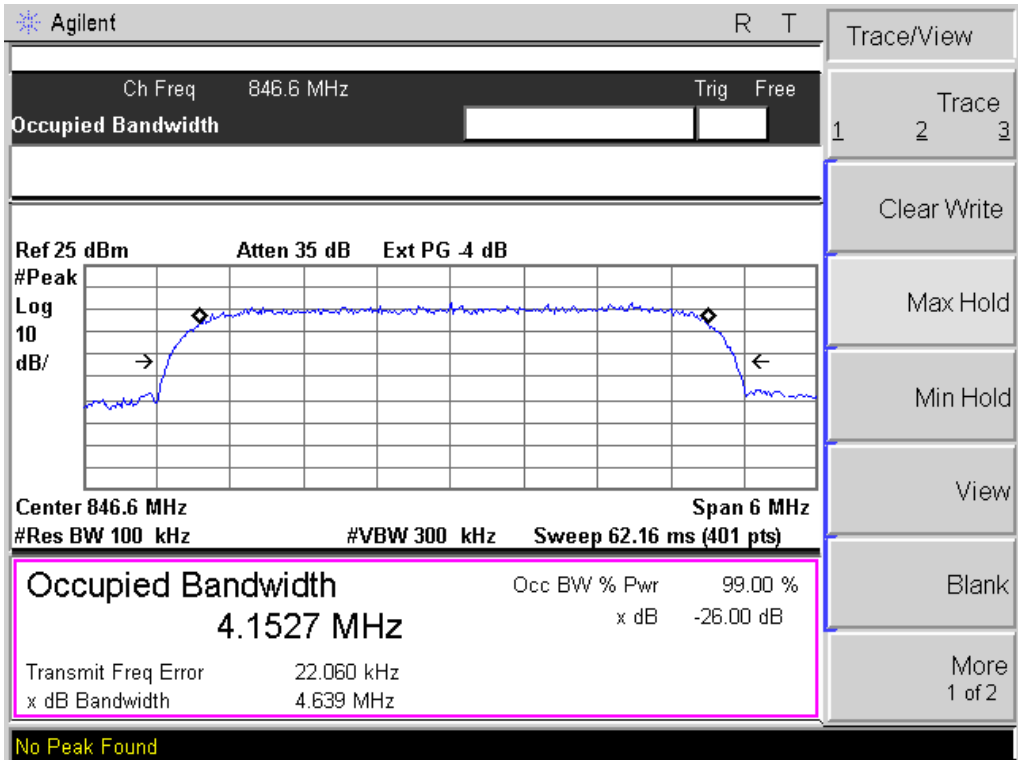 Agilent R T
Ch Freq 846.6 MHz Trig Free
Occupied Bandwidth
Ref 25 dBm Atten 35 dB Ext PG -4 dB
#Peak
Log
10
dB/
Center 846.6 MHz Span 6 MHz
#Res BW 100 kHz #VBW 300 kHz Sweep 62.16 ms (401 pts)
Occupied Bandwidth
4.1527 MHz
Occ BW % Pwr 99.00 %
x dB -26.00 dB
Transmit Freq Error 22.060 kHz
x dB Bandwidth 4.639 MHz
No Peak Found
Trace/View
Trace
1 2 3
Clear Write
Max Hold
Min Hold
View
Blank
More
1 of 2